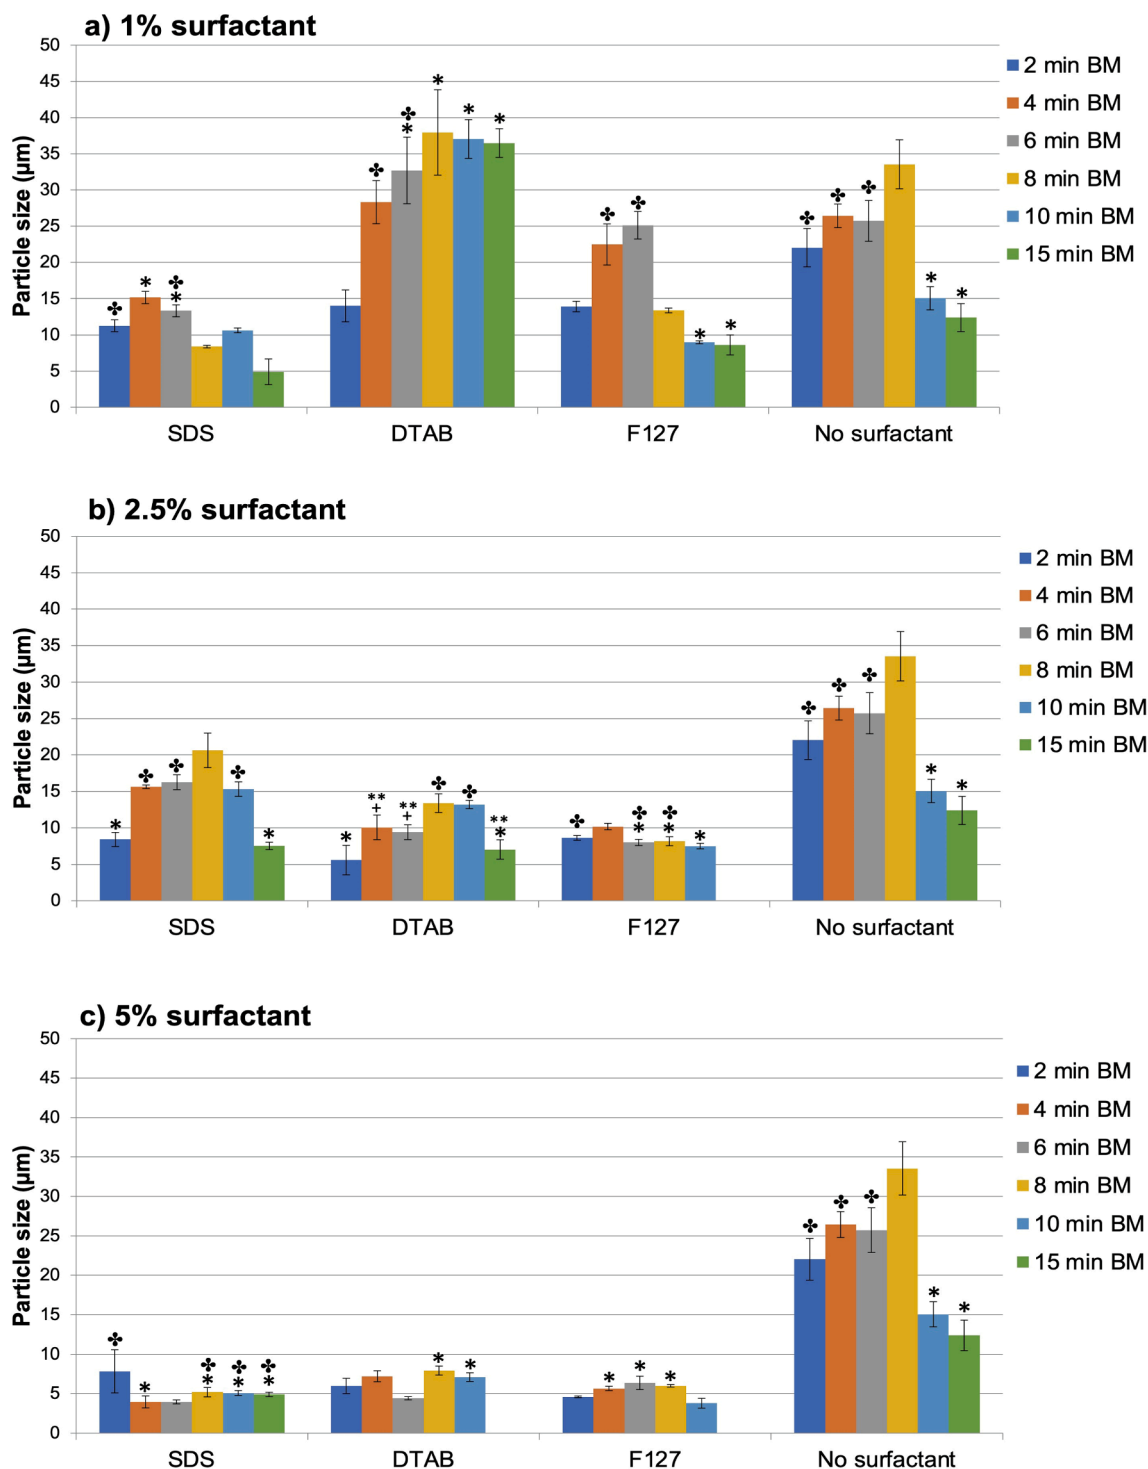 a) 1% surfactant
Particle size (µm)
50
45
40
35
30
25
20
15
10
5
0
SDS
DTAB
F127
No surfactant
2 min BM
4 min BM
6 min BM
8 min BM
10 min BM
15 min BM
b) 2.5% surfactant
Particle size (µm)
50
45
40
35
30
25
20
15
10
5
0
SDS
DTAB
F127
No surfactant
2 min BM
4 min BM
6 min BM
8 min BM
10 min BM
15 min BM
c) 5% surfactant
Particle size (µm)
50
45
40
35
30
25
20
15
10
5
0
SDS
DTAB
F127
No surfactant
2 min BM
4 min BM
6 min BM
8 min BM
10 min BM
15 min BM